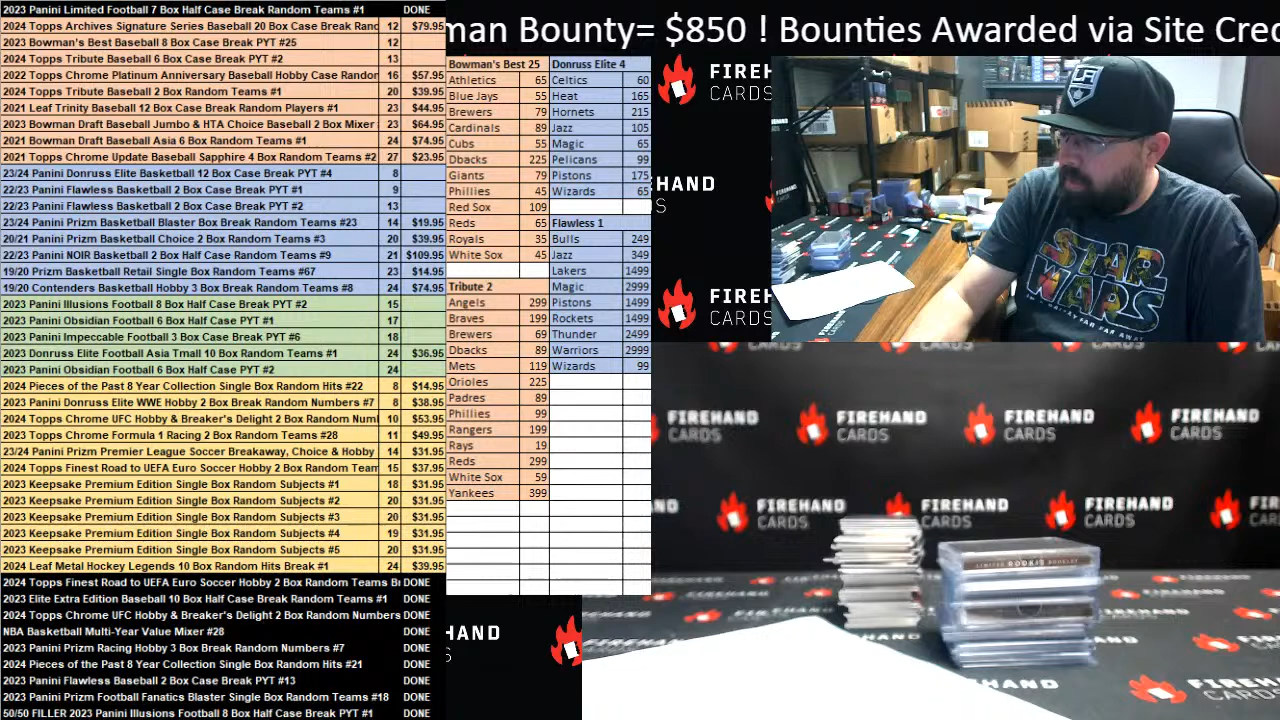 2023 Panini Limited Football 7 Box Half Case Break Random Teams #1 DONE
2024 Topps Archives Signature Series Baseball 20 Box Case Break Ranc 12 $79.95
2023 Bowman's Best Baseball 8 Box Case Break PYT #25 12
2024 Topps Tribute Baseball 6 Box Case Break PYT #2 13
2022 Topps Chrome Platinum Anniversary Baseball Hobby Case Randor 16 $57.95
2024 Topps Tribute Baseball 2 Box Random Teams #1 20 $39.95
2021 Leaf Trinity Baseball 12 Box Case Break Random Players #1 23 $44.95
2023 Bowman Draft Baseball Jumbo & HTA Choice Baseball 2 Box Mixer 23 $64.95
2021 Bowman Draft Baseball Asia 6 Box Random Teams #1 24 $74.95
2021 Topps Chrome Update Baseball Sapphire 4 Box Random Teams #2 27 $23.95
23/24 Panini Donruss Elite Basketball 12 Box Case Break PYT #4 8
22/23 Panini Flawless Basketball 2 Box Case Break PYT #1 9
22/23 Panini Flawless Basketball 2 Box Case Break PYT #2 13
23/24 Panini Prizm Basketball Blaster Box Break Random Teams #23 14 $19.95
20/21 Panini Prizm Basketball Choice 2 Box Random Teams #3 20 $39.95
22/23 Panini NOIR Basketball 2 Box Random Teams #9 21 $109.95
19/20 Prizm Basketball Retail Single Box Random Teams #67 23 $14.95
19/20 Contenders Basketball Hobby 3 Box Break Random Teams #8 24 $74.95
2023 Panini Illusions Football 8 Box Half Case Break PYT #2 15
2023 Panini Obsidian Football 6 Box Half Case PYT #1 17
2023 Panini Impeccable Football 3 Box Case Break PYT #6 18
2023 Donruss Elite Football Asia Tmall 10 Box Random Teams #1 24 $36.95
2023 Panini Obsidian Football 6 Box Half Case PYT #2 24
2024 Pieces of the Past 8 Year Collection Single Box Random Hits #22 8 $14.95
2023 Panini Donruss Elite WWE Hobby 2 Box Break Random Numbers #7 8 $38.95
2024 Topps Chrome UFC Hobby & Breaker's Delight 2 Box Random Numl 10 $53.95
2023 Topps Chrome Formula 1 Racing 2 Box Random Teams #28 11 $49.95
23/24 Panini Prizm Premier League Soccer Breakaway, Choice & Hobby 14 $31.95
2024 Topps Finest Road to UEFA Euro Soccer Hobby 2 Box Random Team 15 $37.95
2023 Keepsake Premium Edition Single Box Random Subjects #1 18 $31.95
2023 Keepsake Premium Edition Single Box Random Subjects #2 20 $31.95
2023 Keepsake Premium Edition Single Box Random Subjects #3 20 $31.95
2023 Keepsake Premium Edition Single Box Random Subjects #4 19 $31.95
2023 Keepsake Premium Edition Single Box Random Subjects #5 20 $31.95
2024 Leaf Metal Hockey Legends 10 Box Random Hits Break #1 24 $39.95
2024 Topps Finest Road to UEFA Euro Soccer Hobby 2 Box Random Teams Br DONE
2023 Elite Extra Edition Baseball 10 Box Half Case Random Teams #1 DONE
2024 Topps Chrome UFC Hobby & Breaker's Delight 2 Box Random Numbers DONE
NBA Basketball Multi-Year Value Mixer #28 DONE
2023 Panini Prizm Racing Hobby 3 Box Break Random Numbers #7 DONE
2024 Pieces of the Past 8 Year Collection Single Box Random Hits #21 DONE
2023 Panini Flawless Basketball 2 Box Case Break PYT #13 DONE
2023 Panini Prizm Football Fanatics Blaster Single Box Random Teams #18 DONE
50/50 FILLER 2023 Panini Illusions Football 8 Box Half Case Break PYT #1 DONE
man Bounty= $850 ! Bounties Awarded via Site Cred
Bowman's Best 25
Athletics 65
Blue Jays 55
Brewers 79
Cardinals 89
Cubs 55
Dbacks 225
Giants 79
Phillies 45
Red Sox 109
Reds 65
Royals 35
White Sox 45
Tribute 2
Angels 299
Braves 199
Brewers 69
Dbacks 89
Mets 119
Orioles 225
Padres 89
Phillies 99
Rangers 199
Rays 19
Reds 299
White Sox 59
Yankees 399
Donruss Elite 4
Celtics 60
Heat 165
Hornets 215
Jazz 105
Magic 65
Pelicans 99
Pistons 175
Wizards 65
Flawless 1
Bulls 249
Jazz 349
Lakers 1499
Magic 2999
Pistons 1499
Rockets 1499
Thunder 2499
Warriors 2999
Wizards 99
FIREH
CARDS
HAND
S
FIREH
CARDS
LA
STAR
WARS
FIREHAND
CARDS
FIREHAND
CARDS
FIREHAND
CARDS
FIREHAND
CARDS
FIREHAND
CARDS
FIREHAND
CARDS
LIMITED ROOKIE BOOKLET
HAND
S